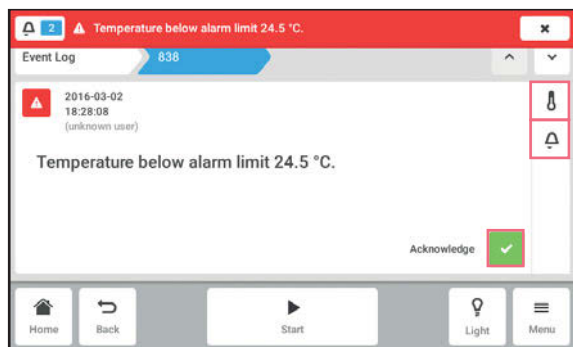 2
Temperature below alarm limit 24.5 °C.
Event Log
838
2016-03-02
18:28:08
(unknown user)
Temperature below alarm limit 24.5 °C.
Acknowledge
Home
Back
Start
Light
Menu